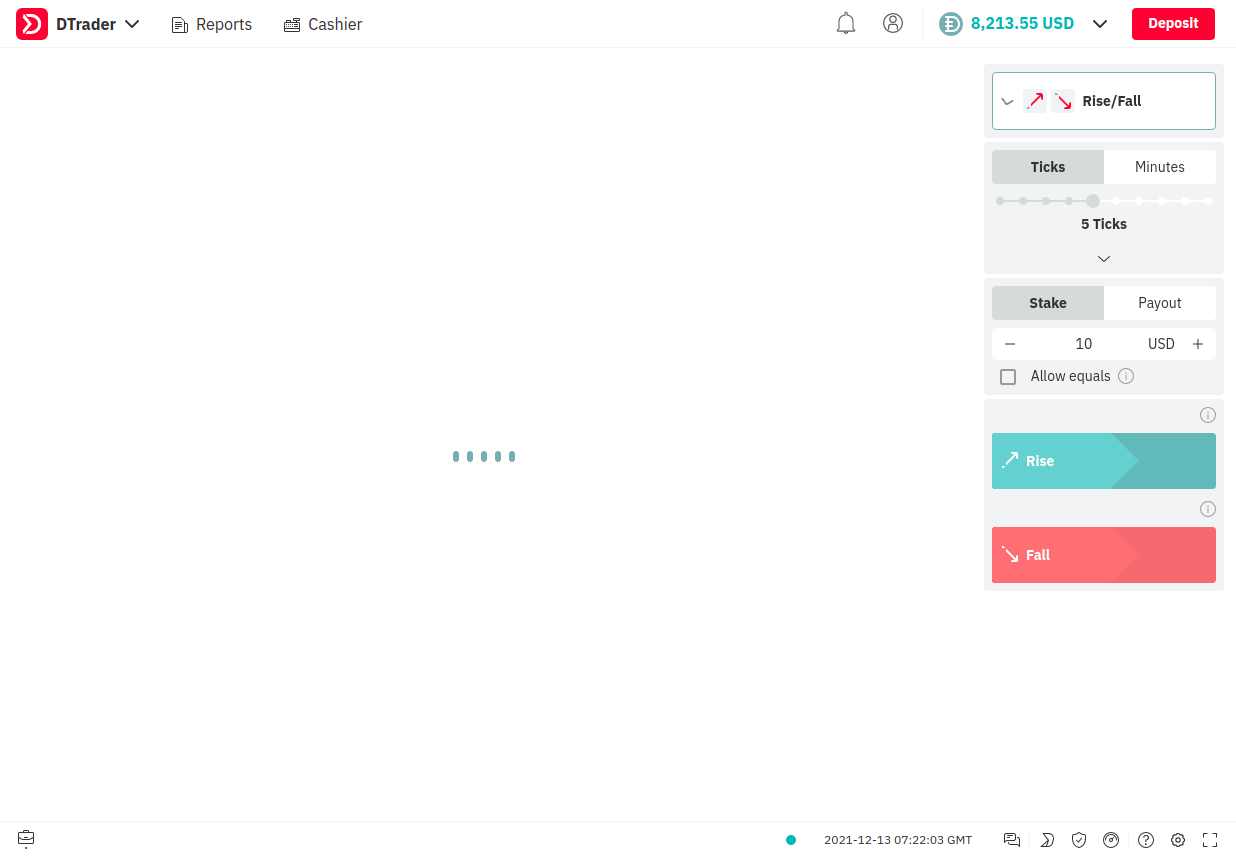 DTrader Reports Cashier 8,213.55 USD Deposit
Rise/Fall
Ticks Minutes
5 Ticks
Stake Payout
10 USD
Allow equals
Rise
Fall
2021-12-13 07:22:03 GMT